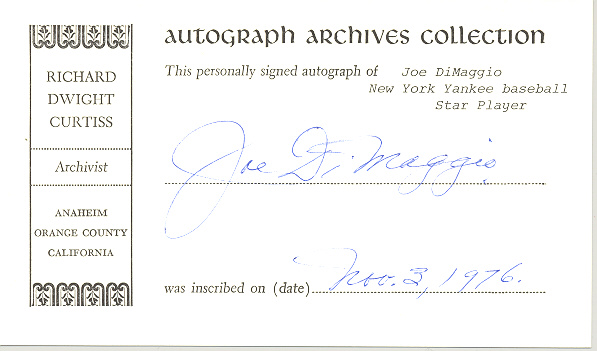 RICHARD
DWIGHT
CURTISS
Archivist
ANAHEIM
ORANGE COUNTY
CALIFORNIA
autograph archives collection
This personally signed autograph of Joe DiMaggio
New York Yankee baseball
Star Player
Joe DiMaggio
was inscribed on (date) Nov. 3, 1976.